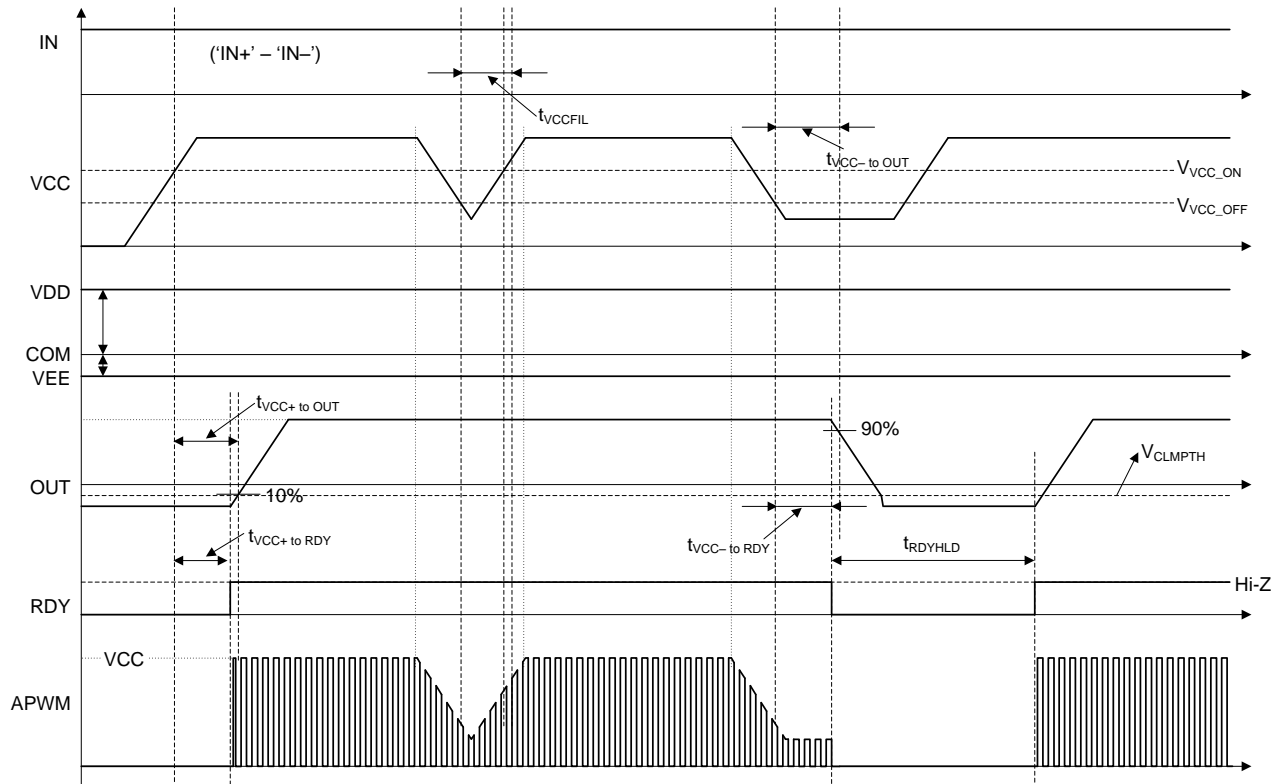 IN
('IN+' – 'IN–')
tVCCFIL
tVCC– to OUT
VCC
VVCC_ON
VVCC_OFF
VDD
COM
VEE
tVCC+ to OUT
90%
VCLMPTH
OUT
10%
tVCC+ to RDY
tVCC– to RDY
tRDYHLD
Hi-Z
RDY
VCC
APWM